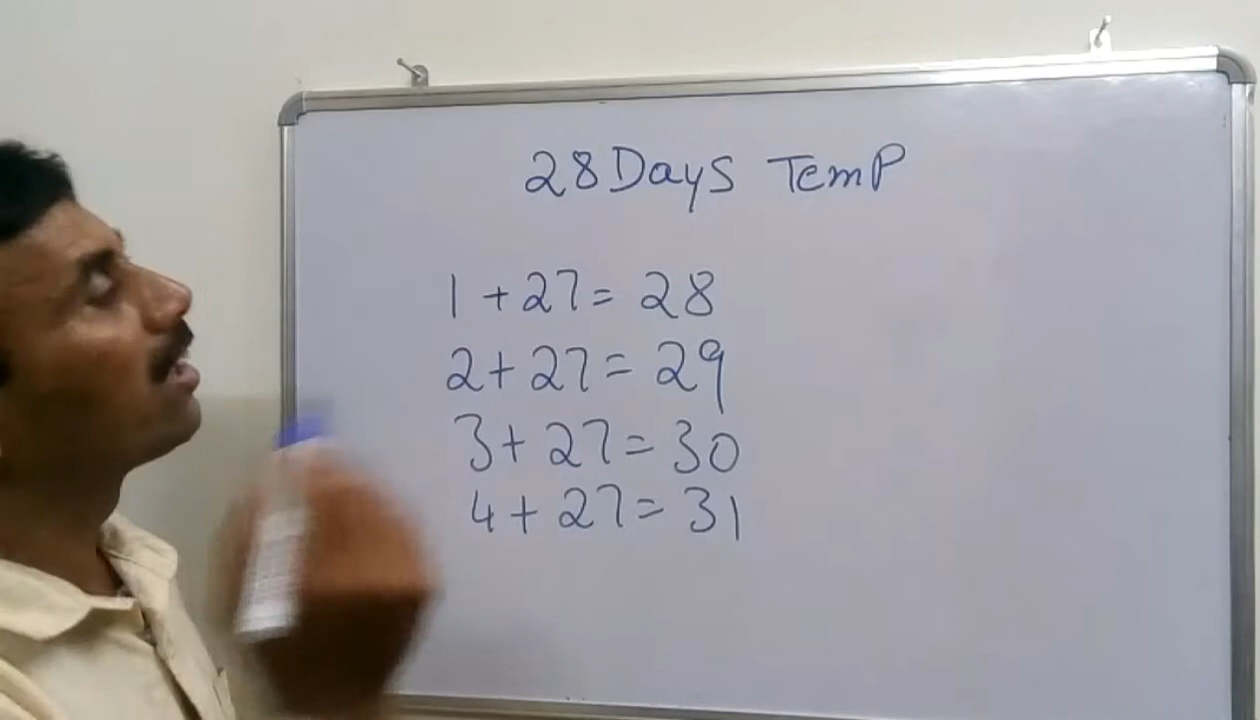 28 Days Temp
1 + 27 = 28
2 + 27 = 29
3 + 27 = 30
4 + 27 = 31